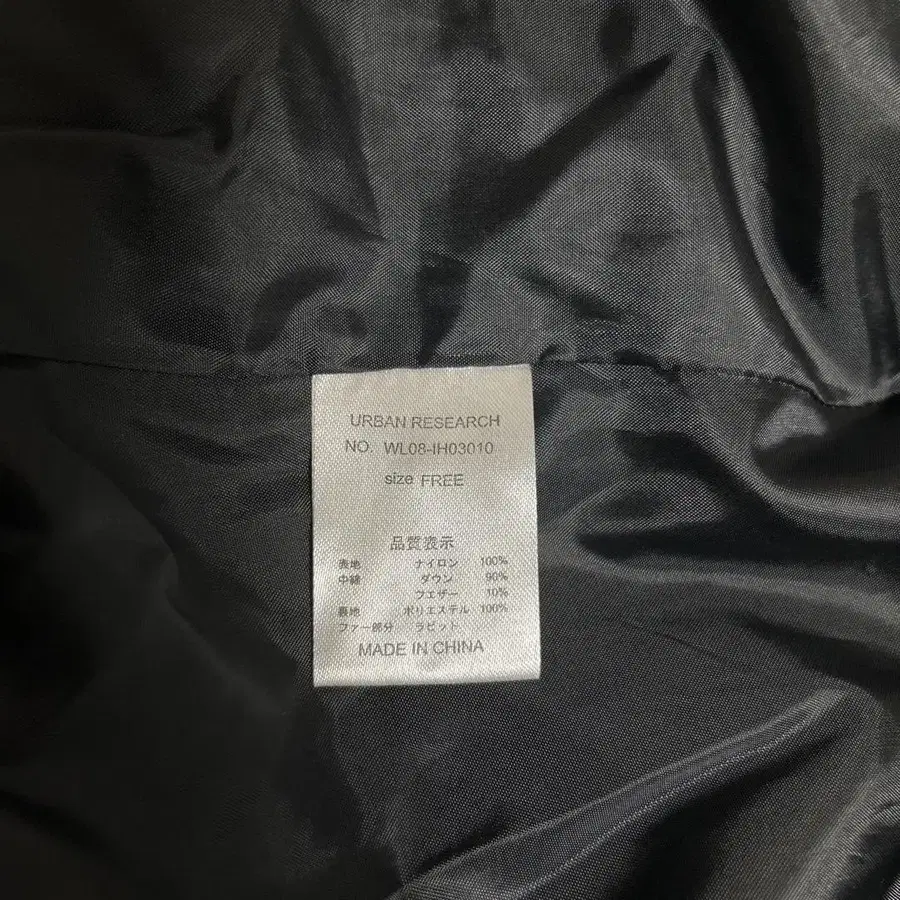 URBAN RESEARCH
NO. WL08-IH03010
size FREE
品質表示
表地 ナイロン 100%
中綿 ダウン 90%
フェザー 10%
裏地 ポリエステル 100%
ファー部分 ラビット
MADE IN CHINA